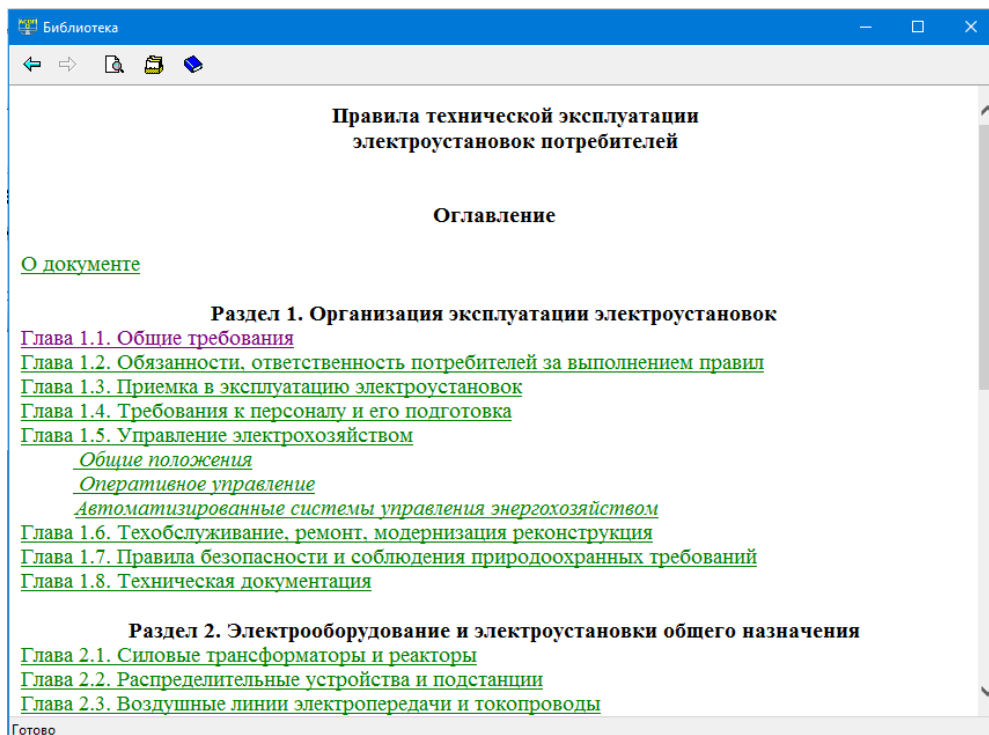 Библиотека
Правила технической эксплуатации
электроустановок потребителей
Оглавление
О документе
Раздел 1. Организация эксплуатации электроустановок
Глава 1.1. Общие требования
Глава 1.2. Обязанности, ответственность потребителей за выполнением правил
Глава 1.3. Приемка в эксплуатацию электроустановок
Глава 1.4. Требования к персоналу и его подготовка
Глава 1.5. Управление электрохозяйством
Общие положения
Оперативное управление
Автоматизированные системы управления энергохозяйством
Глава 1.6. Техобслуживание, ремонт, модернизация реконструкция
Глава 1.7. Правила безопасности и соблюдения природоохранных требований
Глава 1.8. Техническая документация
Раздел 2. Электрооборудование и электроустановки общего назначения
Глава 2.1. Силовые трансформаторы и реакторы
Глава 2.2. Распределительные устройства и подстанции
Глава 2.3. Воздушные линии электропередачи и токопроводы
Готово